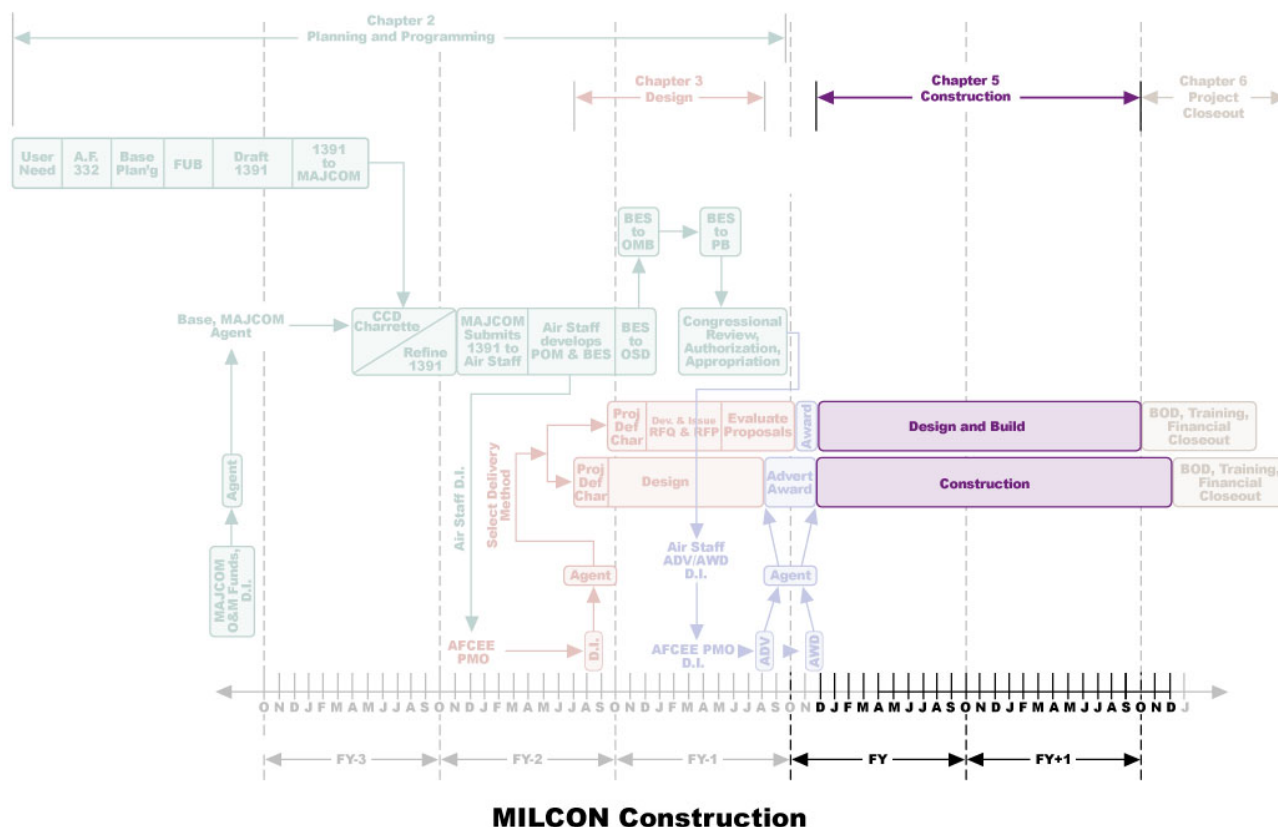 Chapter 2
Planning and Programming
Chapter 3
Design
Chapter 5
Construction
Chapter 6
Project
Closeout
User
Need
A.F.
332
Base
Plan'g
FUB
Draft
1391
1391
to
MAJCOM
BES
to
OMB
BES
to
PB
Base, MAJCOM
Agent
CCD
Charrette
Refine
1391
MAJCOM
Submits
1391 to
Air Staff
Air Staff
develops
POM & BES
BES
to
OSD
Congressional
Review,
Authorization,
Appropriation
Proj
Def
Char
Dev. & Issue
RFQ & RFP
Evaluate
Proposals
Award
Design and Build
BOD, Training,
Financial
Closeout
Proj
Def
Char
Design
Advert
Award
Construction
BOD, Training,
Financial
Closeout
Agent
MAJCOM
O&M Funds,
D.I.
Air Staff D.I.
Select Delivery
Method
Agent
Air Staff
ADV/AWD
D.I.
Agent
AFCEE
PMO
D.I.
AFCEE PMO
D.I.
ADV
AWD
O N D J F M A M J J A S O N D J F M A M J J A S O N D J F M A M J J A S O N D J F M A M J J A S O N D J F M A M J J A S O N D J
FY-3
FY-2
FY-1
FY
FY+1
MILCON Construction